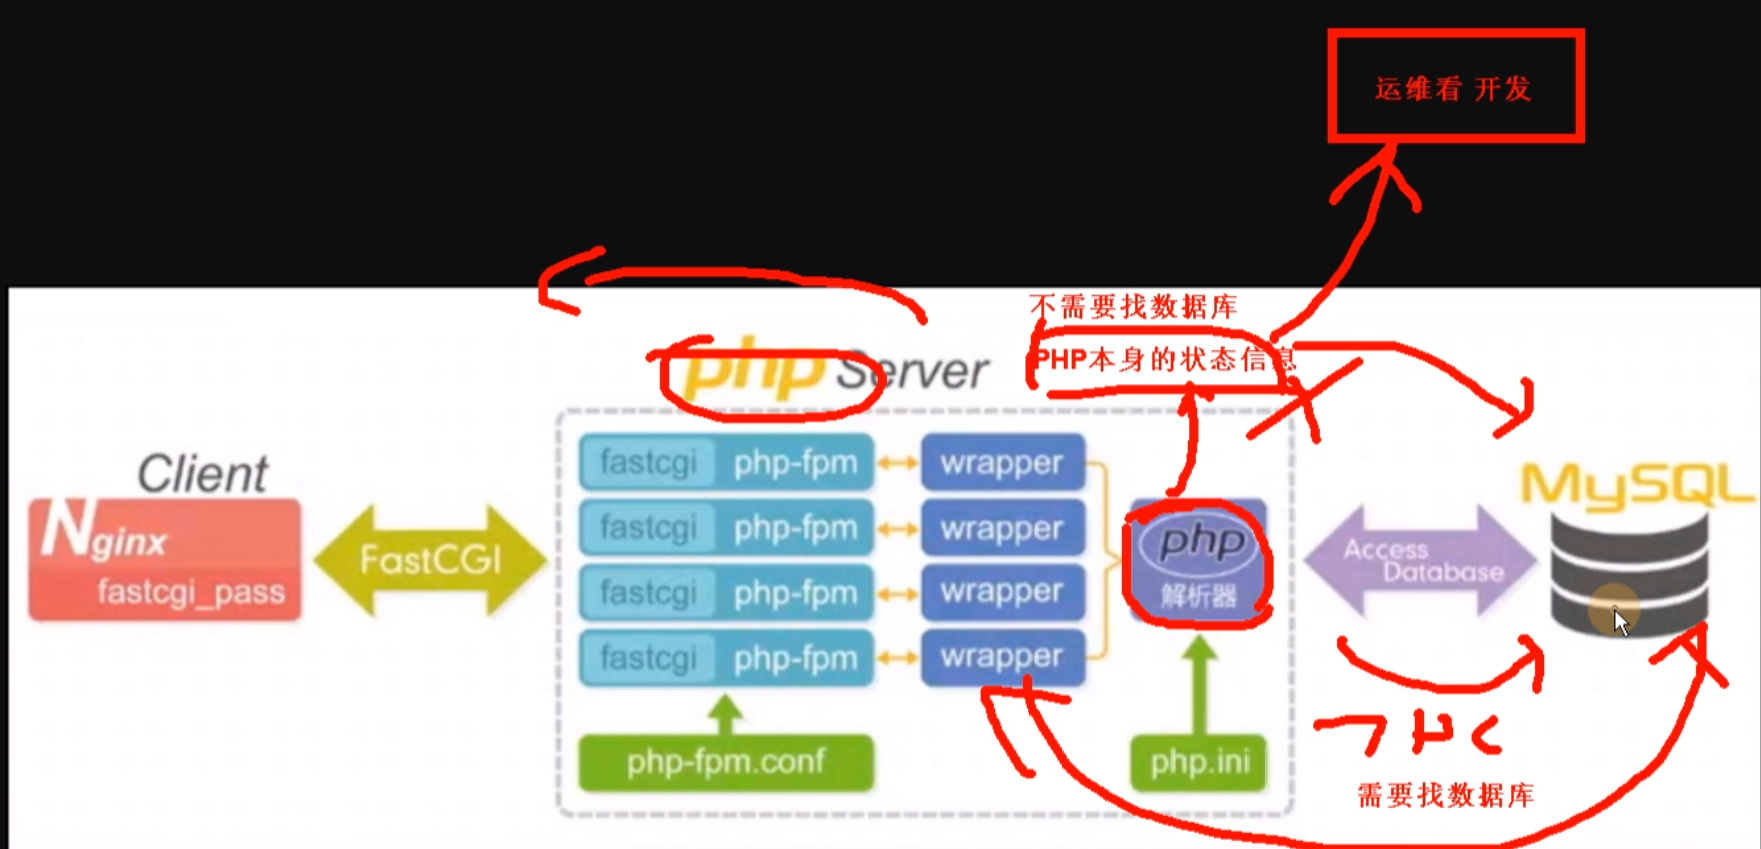 运维看 开发
不需要找数据库
PHP本身的状态信息
php Server
Client
Nginx
fastcgi_pass
FastCGI
fastcgi php-fpm
wrapper
fastcgi php-fpm
wrapper
fastcgi php-fpm
wrapper
fastcgi php-fpm
wrapper
php
解析器
Access
Database
MySQL
php-fpm.conf
php.ini
需要找数据库